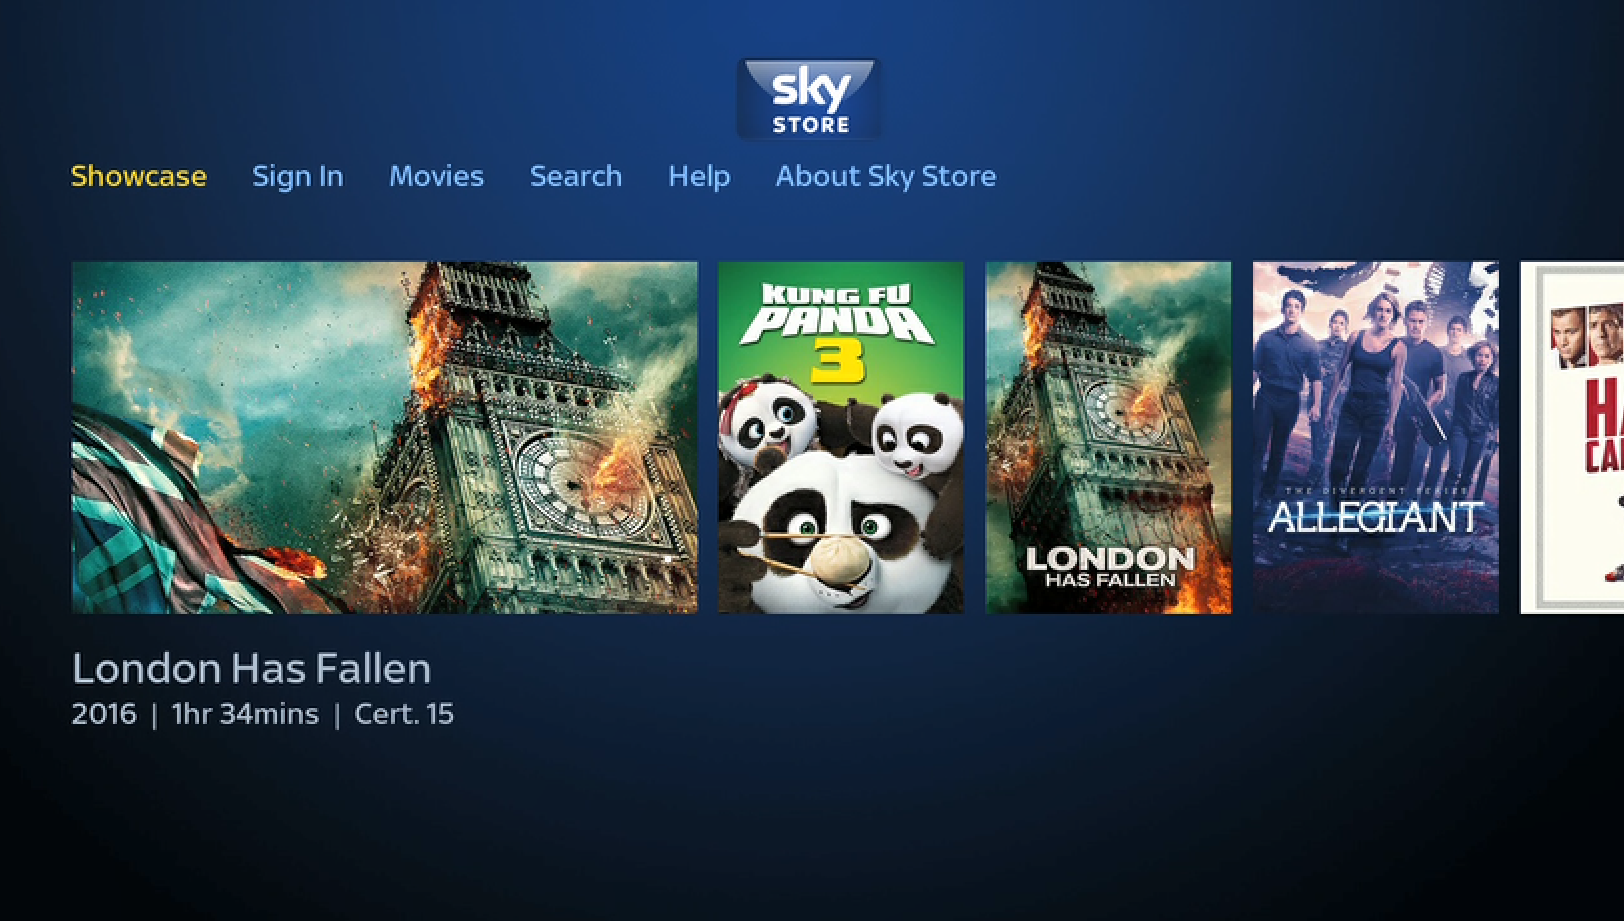 sky
STORE
Showcase Sign In Movies Search Help About Sky Store
KUNG FU
PANDA
3
LONDON
HAS FALLEN
THE DIVERGENT SERIES
ALLEGIANT
London Has Fallen
2016 | 1hr 34mins | Cert. 15